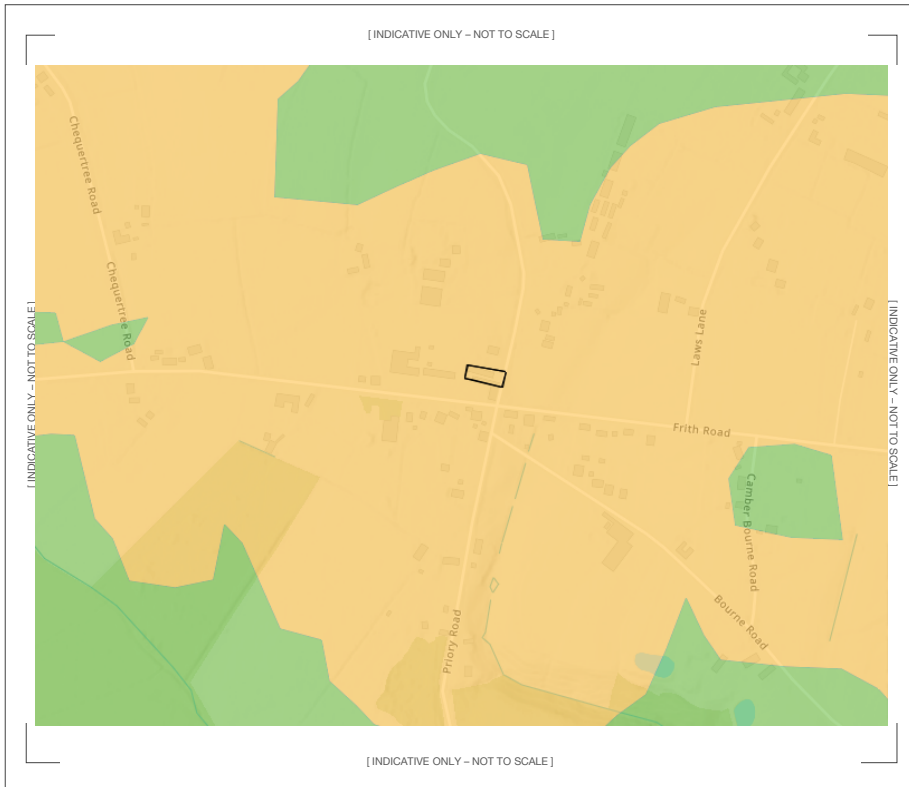 [ INDICATIVE ONLY – NOT TO SCALE ]
Chequertree Road
Chequertree Road
[ INDICATIVE ONLY – NOT TO SCALE ]
[ INDICATIVE ONLY – NOT TO SCALE ]
Laws Lane
Frith Road
Camber Bourne Road
Bourne Road
Priory Road
[ INDICATIVE ONLY – NOT TO SCALE ]